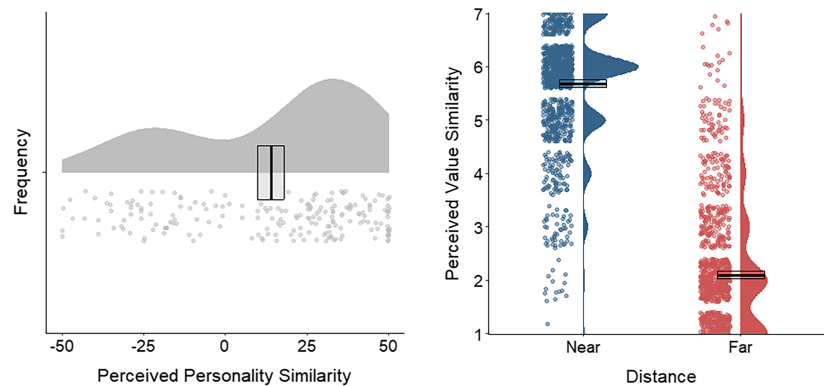 Frequency
-50 -25 0 25 50
Perceived Personality Similarity
Perceived Value Similarity
7
6
5
4
3
2
1
Near Far
Distance